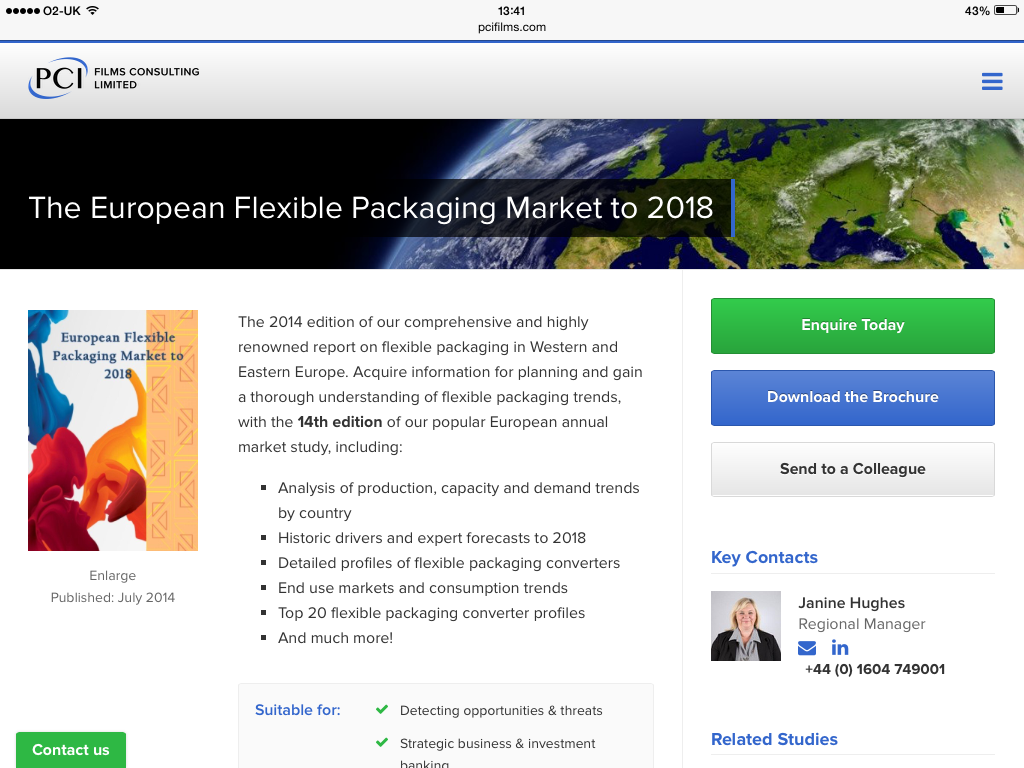 O2-UK
13:41
43%
pcifilms.com
PCI FILMS CONSULTING
LIMITED
The European Flexible Packaging Market to 2018
European Flexible
Packaging Market to
2018
Enlarge
Published: July 2014
The 2014 edition of our comprehensive and highly
renowned report on flexible packaging in Western and
Eastern Europe. Acquire information for planning and gain
a thorough understanding of flexible packaging trends,
with the 14th edition of our popular European annual
market study, including:
Analysis of production, capacity and demand trends
by country
Historic drivers and expert forecasts to 2018
Detailed profiles of flexible packaging converters
End use markets and consumption trends
Top 20 flexible packaging converter profiles
And much more!
Suitable for:
Detecting opportunities & threats
Strategic business & investment
banking
Enquire Today
Download the Brochure
Send to a Colleague
Key Contacts
Janine Hughes
Regional Manager
in
+44 (0) 1604 749001
Related Studies
Contact us